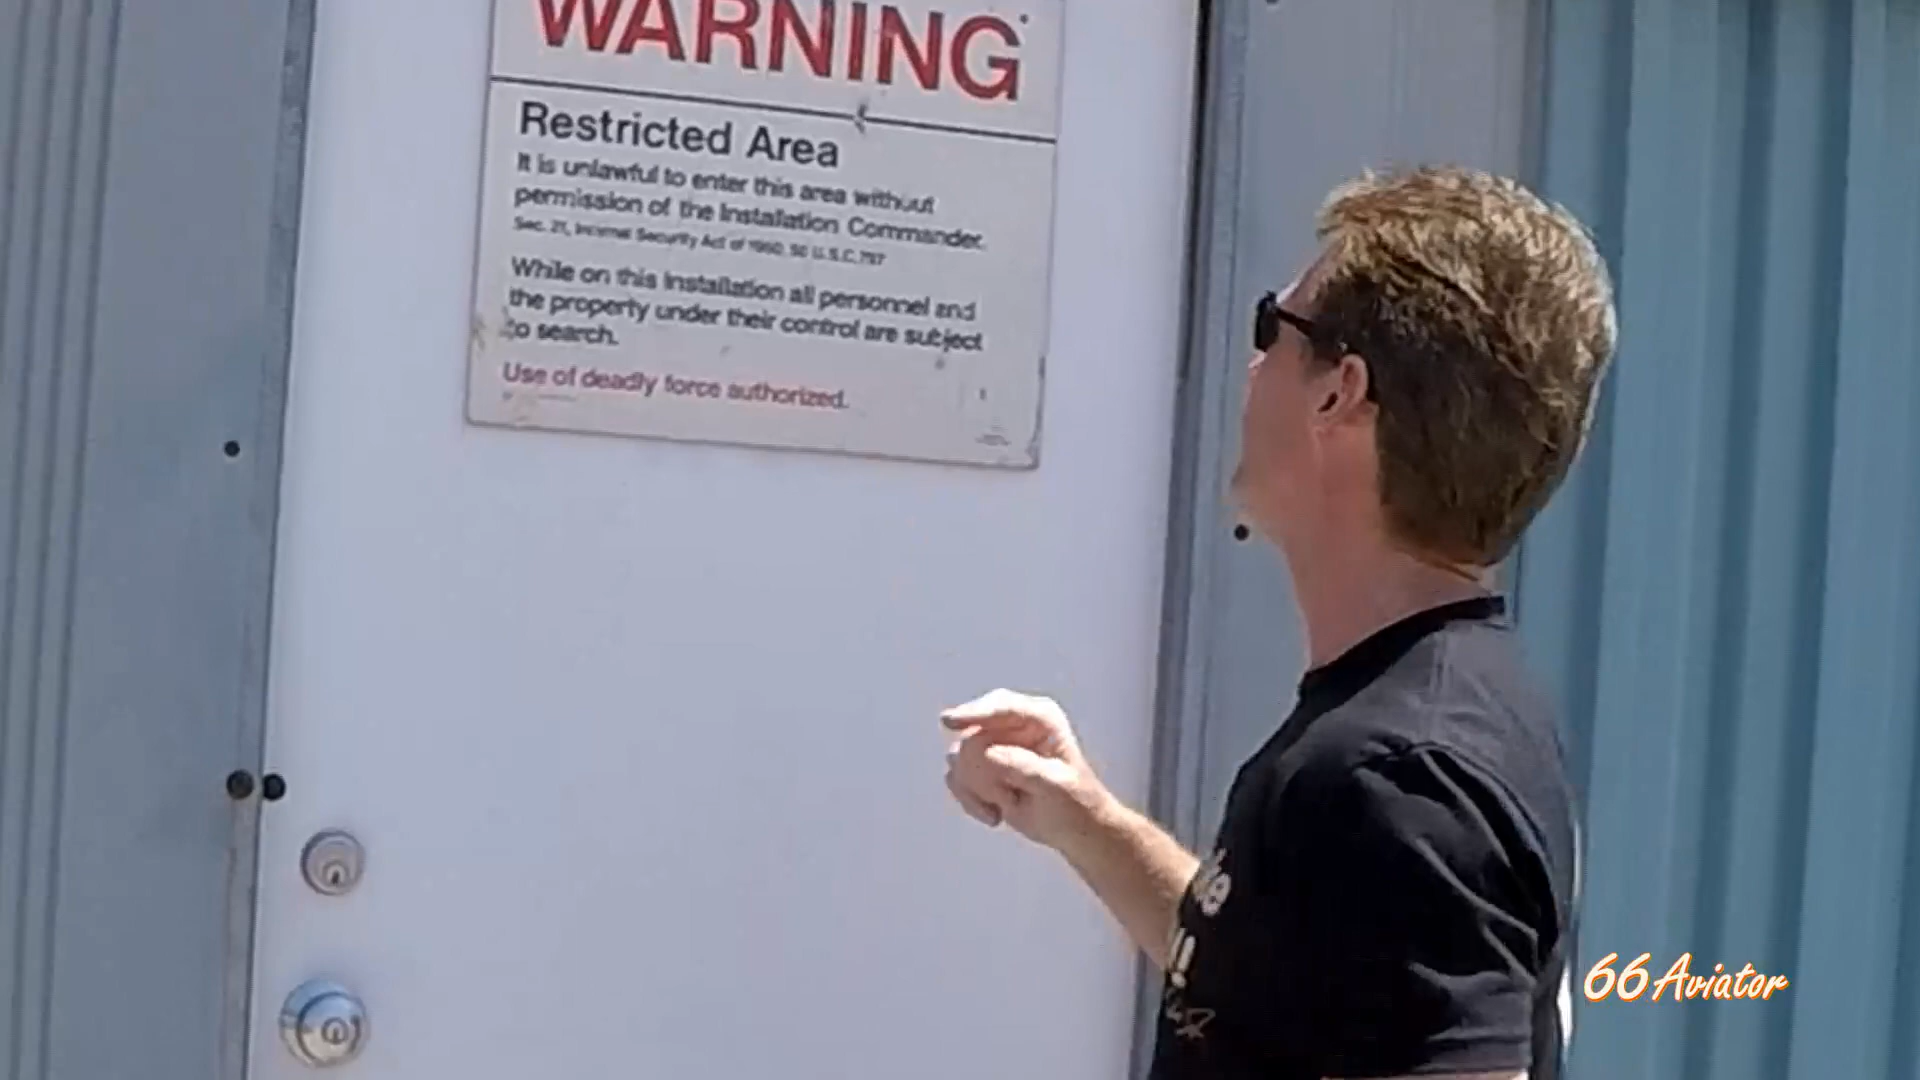 WARNING
Restricted Area
It is unlawful to enter this area without
permission of the Installation Commander.
Sec. 21, Internal Security Act of 1950; 50 U.S.C. 797
While on this Installation all personnel and
the property under their control are subject
to search.
Use of deadly force authorized.
66 Aviator